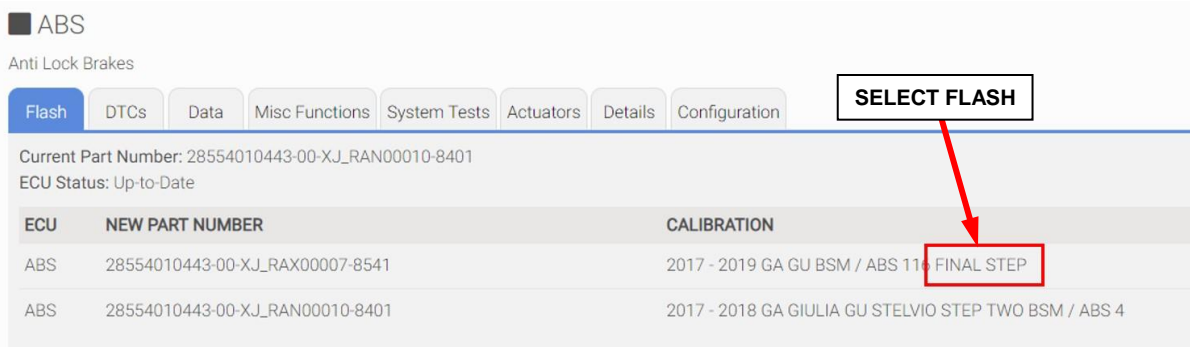 ABS
Anti Lock Brakes
Flash DTCs Data Misc Functions System Tests Actuators Details Configuration
SELECT FLASH
Current Part Number: 28554010443-00-XJ_RAN00010-8401
ECU Status: Up-to-Date
ECU NEW PART NUMBER CALIBRATION
ABS 28554010443-00-XJ_RAX00007-8541 2017 - 2019 GA GU BSM / ABS 116 FINAL STEP
ABS 28554010443-00-XJ_RAN00010-8401 2017 - 2018 GA GIULIA GU STELVIO STEP TWO BSM / ABS 4